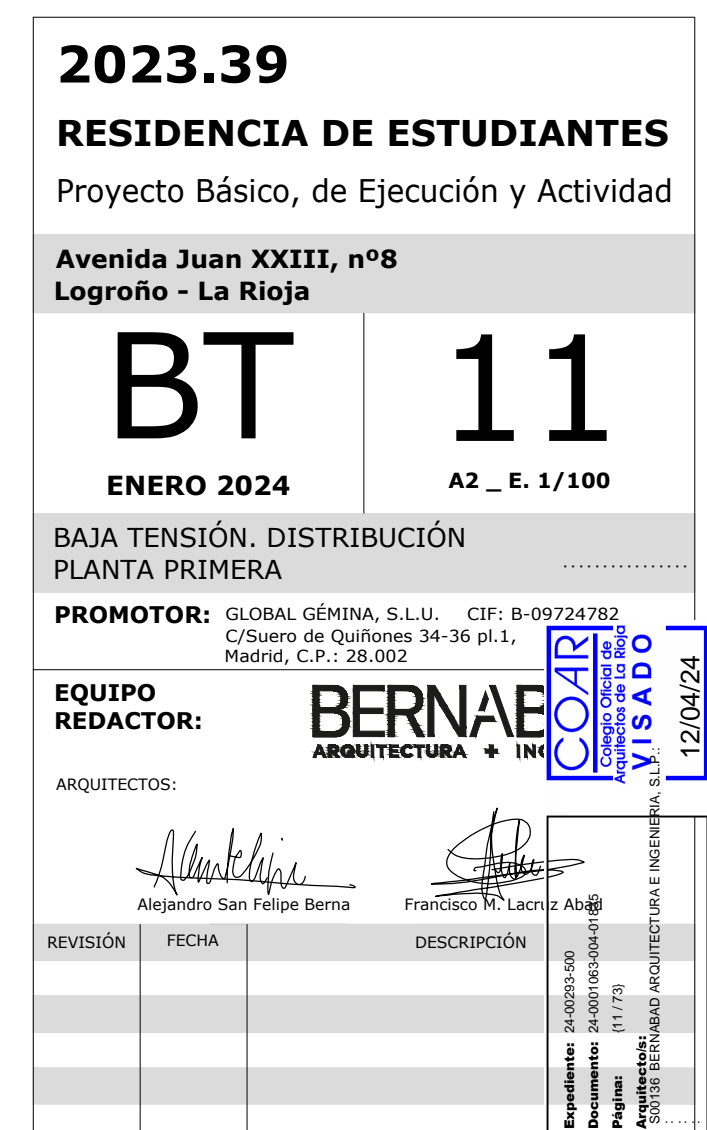 2023.39
RESIDENCIA DE ESTUDIANTES
Proyecto Básico, de Ejecución y Actividad
Avenida Juan XXIII, nº8
Logroño - La Rioja
BT
11
ENERO 2024
A2 _ E. 1/100
BAJA TENSIÓN. DISTRIBUCIÓN
PLANTA PRIMERA
................
PROMOTOR: GLOBAL GÉMINA, S.L.U. CIF: B-09724782
C/Suero de Quiñones 34-36 pl.1,
Madrid, C.P.: 28.002
EQUIPO
REDACTOR:
BERNAB
ARQUITECTURA +
ARQUITECTOS:
Alejandro San Felipe Berna
Francisco M. Lacruz Abad
REVISIÓN
FECHA
DESCRIPCIÓN
COAR
Colegio Oficial de
Arquitectos de La Rioja
VISADO
12/04/24
Expediente: 24-00293-500
Documento: 24-0001063-004-01
Página: {11 / 73}
Arquitecto/s:
S00136 BERNABAD ARQUITECTURA E INGENIERIA, S.L.P.: